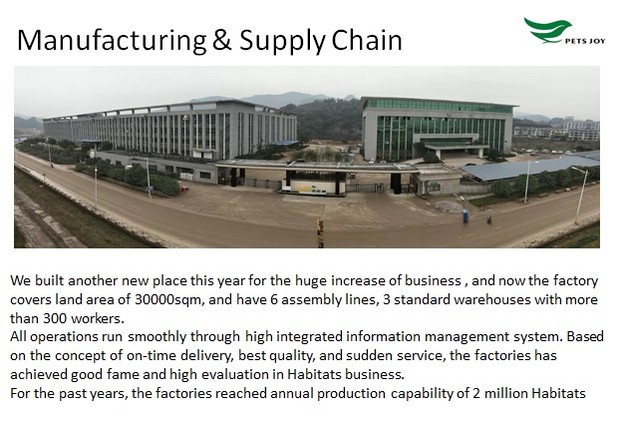 Manufacturing & Supply Chain
PETS JOY
We built another new place this year for the huge increase of business , and now the factory
covers land area of 30000sqm, and have 6 assembly lines, 3 standard warehouses with more
than 300 workers.
All operations run smoothly through high integrated information management system. Based
on the concept of on-time delivery, best quality, and sudden service, the factories has
achieved good fame and high evaluation in Habitats business.
For the past years, the factories reached annual production capability of 2 million Habitats